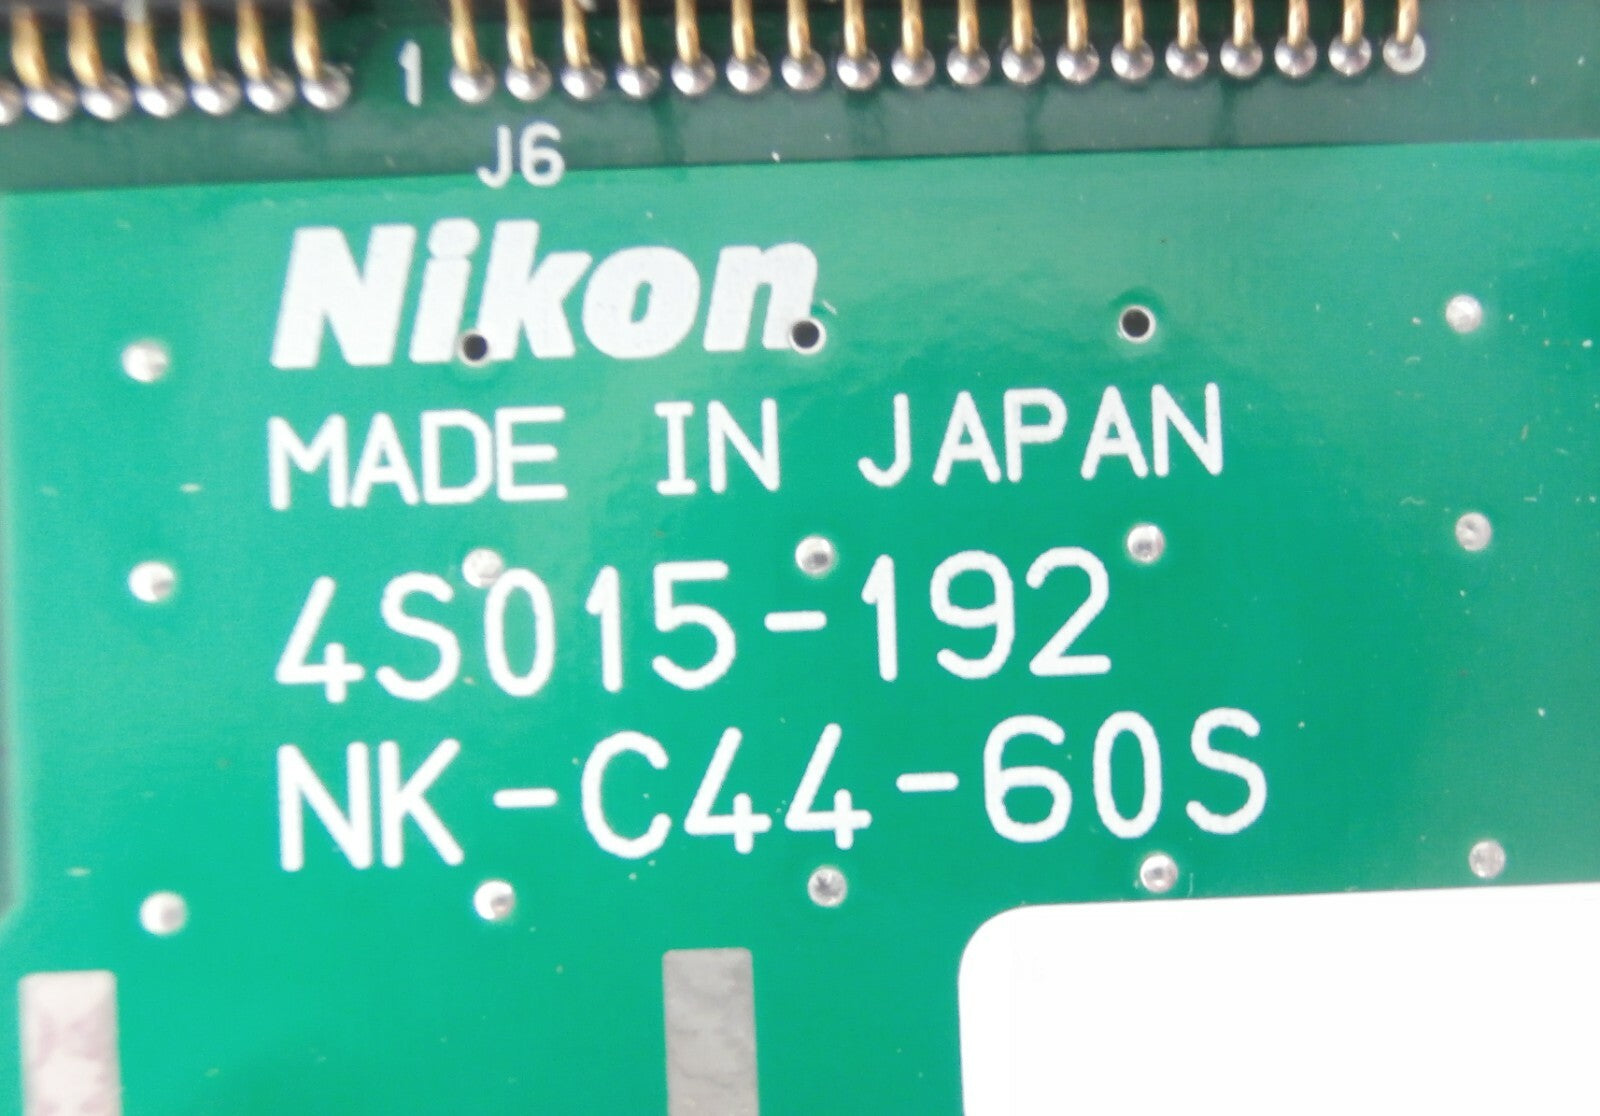 1
J6
Nikon
MADE IN JAPAN
4S015-192
NK-C44-60S